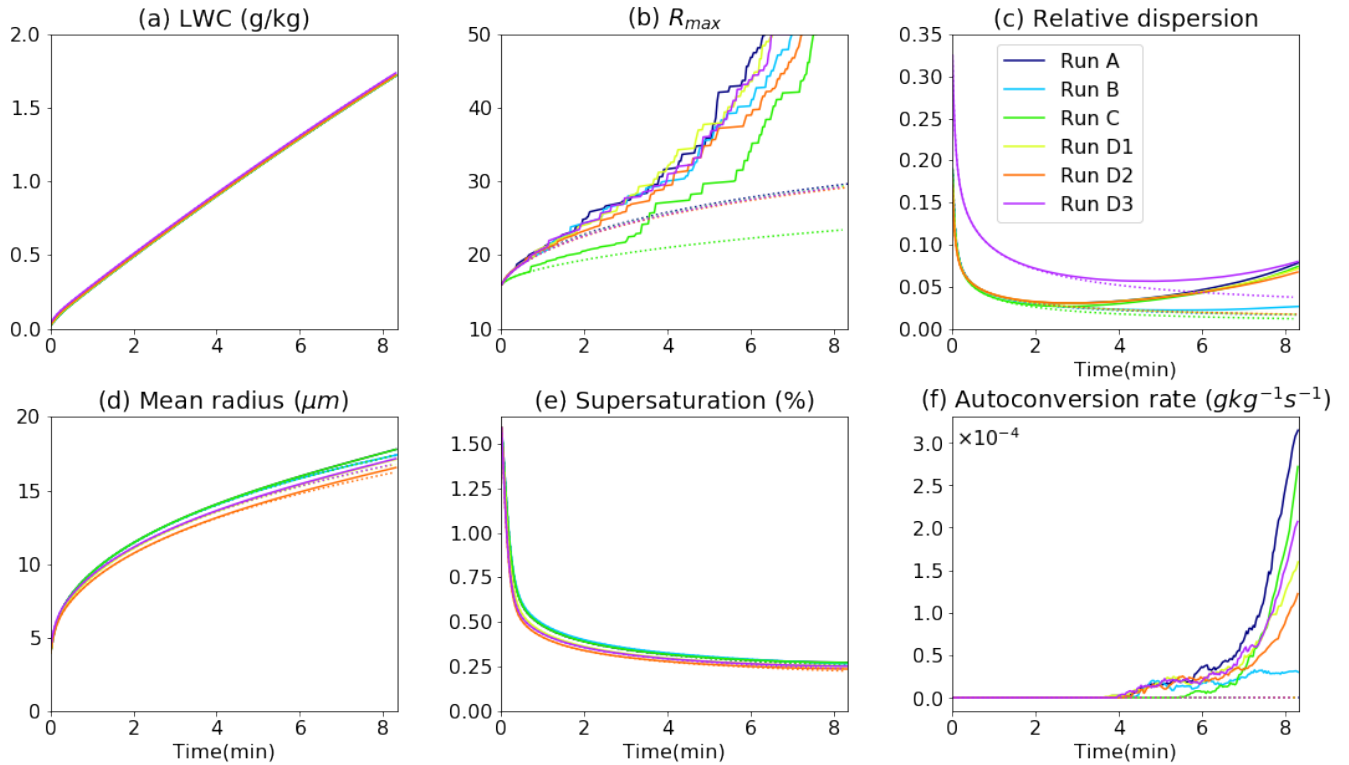 (a) LWC (g/kg)
2.0
1.5
1.0
0.5
0.0
0 2 4 6 8
(b) $R_{max}$
50
40
30
20
10
0 2 4 6 8
(c) Relative dispersion
0.35
0.30
0.25
0.20
0.15
0.10
0.05
0.00
Run A
Run B
Run C
Run D1
Run D2
Run D3
0 2 4 6 8
Time(min)
(d) Mean radius (μm)
20
15
10
5
0
0 2 4 6 8
Time(min)
(e) Supersaturation (%)
1.50
1.25
1.00
0.75
0.50
0.25
0.00
0 2 4 6 8
Time(min)
(f) Autoconversion rate ($gkg^{-1}s^{-1}$)
×10$^{-4}$
3.0
2.5
2.0
1.5
1.0
0.5
0.0
0 2 4 6 8
Time(min)